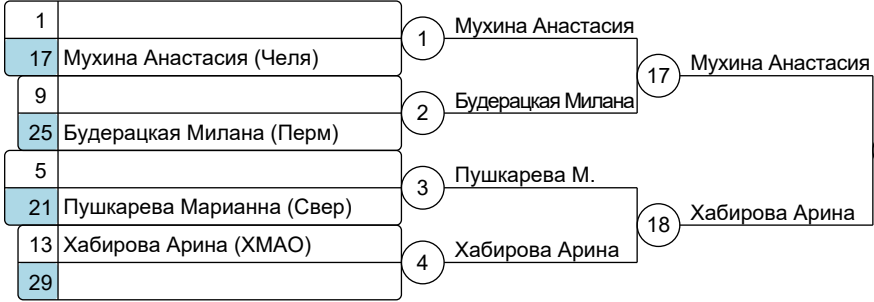 1
17 Мухина Анастасия (Челя)
9
25 Будерацкая Милана (Перм)
5
21 Пушкарева Марианна (Свер)
13 Хабирова Арина (ХМАО)
29
1 Мухина Анастасия
2 Будерацкая Милана
3 Пушкарева М.
4 Хабирова Арина
17 Мухина Анастасия
18 Хабирова Арина